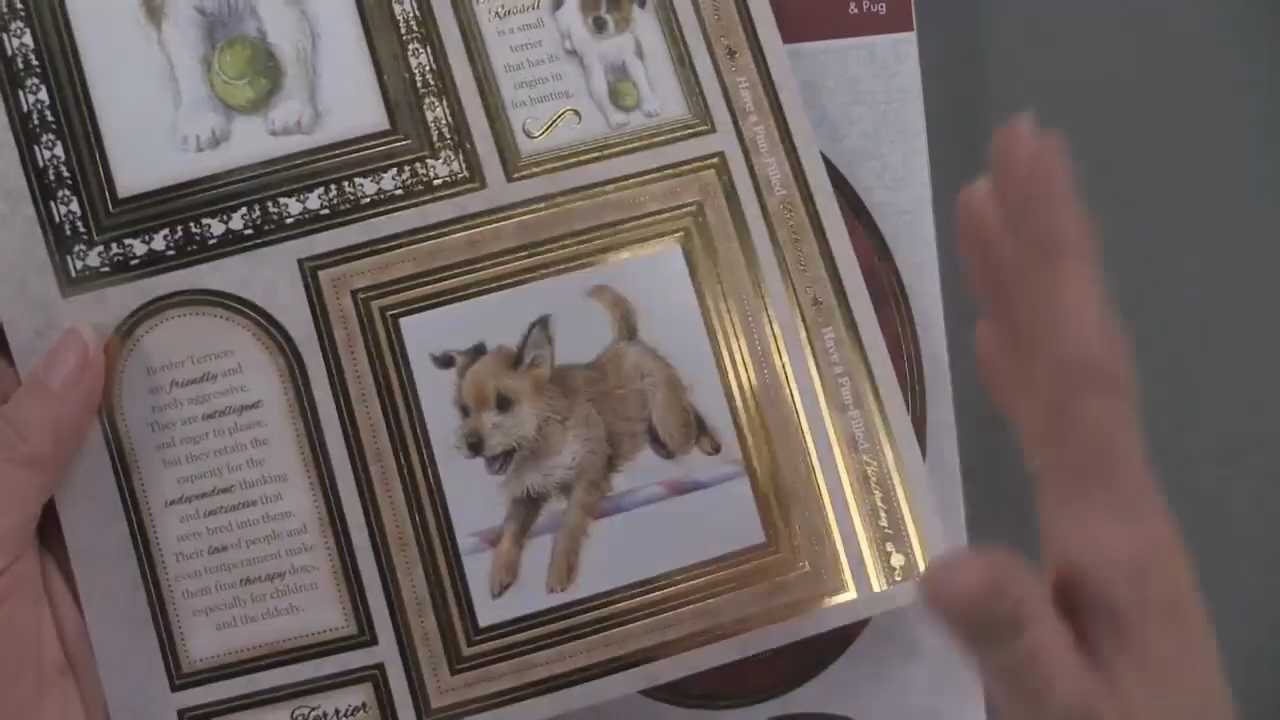 & Pug
Russell
is a small
terrier
that has its
origins in
fox hunting.
Have a Fun-Filled
Have a Fun-Filled Birthday!
Border Terriers
are friendly and
rarely aggressive.
They are intelligent
and eager to please,
but they retain the
capacity for the
independent thinking
and initiative that
were bred into them.
Their love of people and
even temperament make
them fine therapy dogs,
especially for children
and the elderly.
Terrier